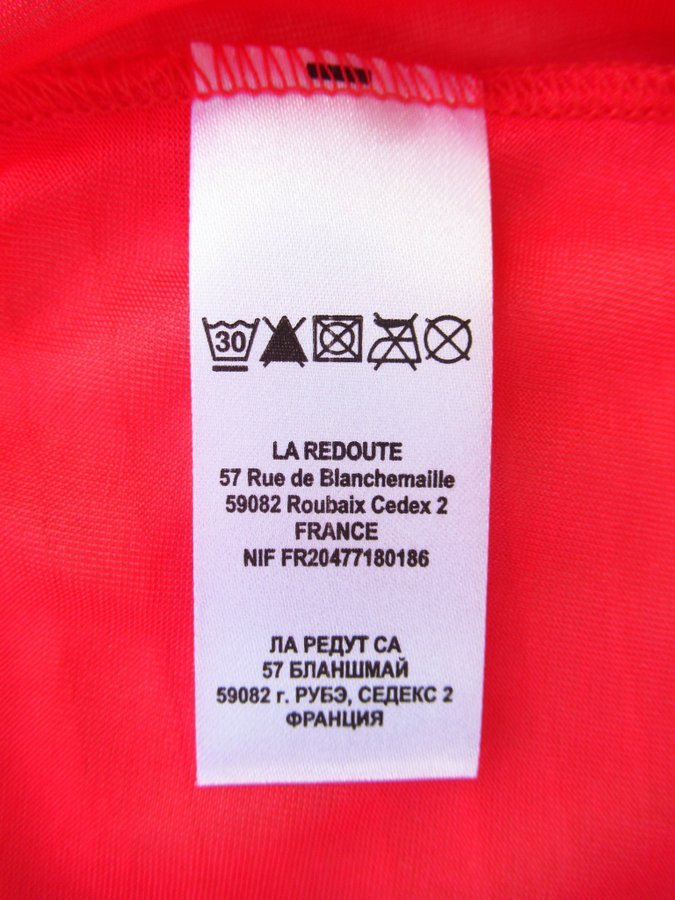 30
LA REDOUTE
57 Rue de Blanchemaille
59082 Roubaix Cedex 2
FRANCE
NIF FR20477180186
ЛА РЕДУТ СА
57 БЛАНШМАЙ
59082 г. РУБЭ, СЕДЕКС 2
ФРАНЦИЯ